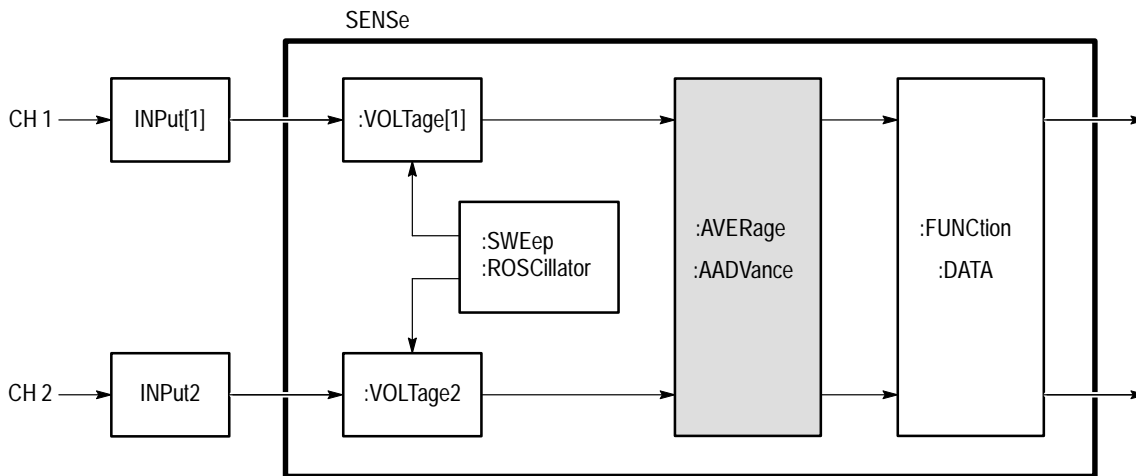 SENSe
CH 1
INPut[1]
:VOLTage[1]
:SWEep
:ROSCillator
:AVERage
:AADVance
:FUNCtion
:DATA
CH 2
INPut2
:VOLTage2